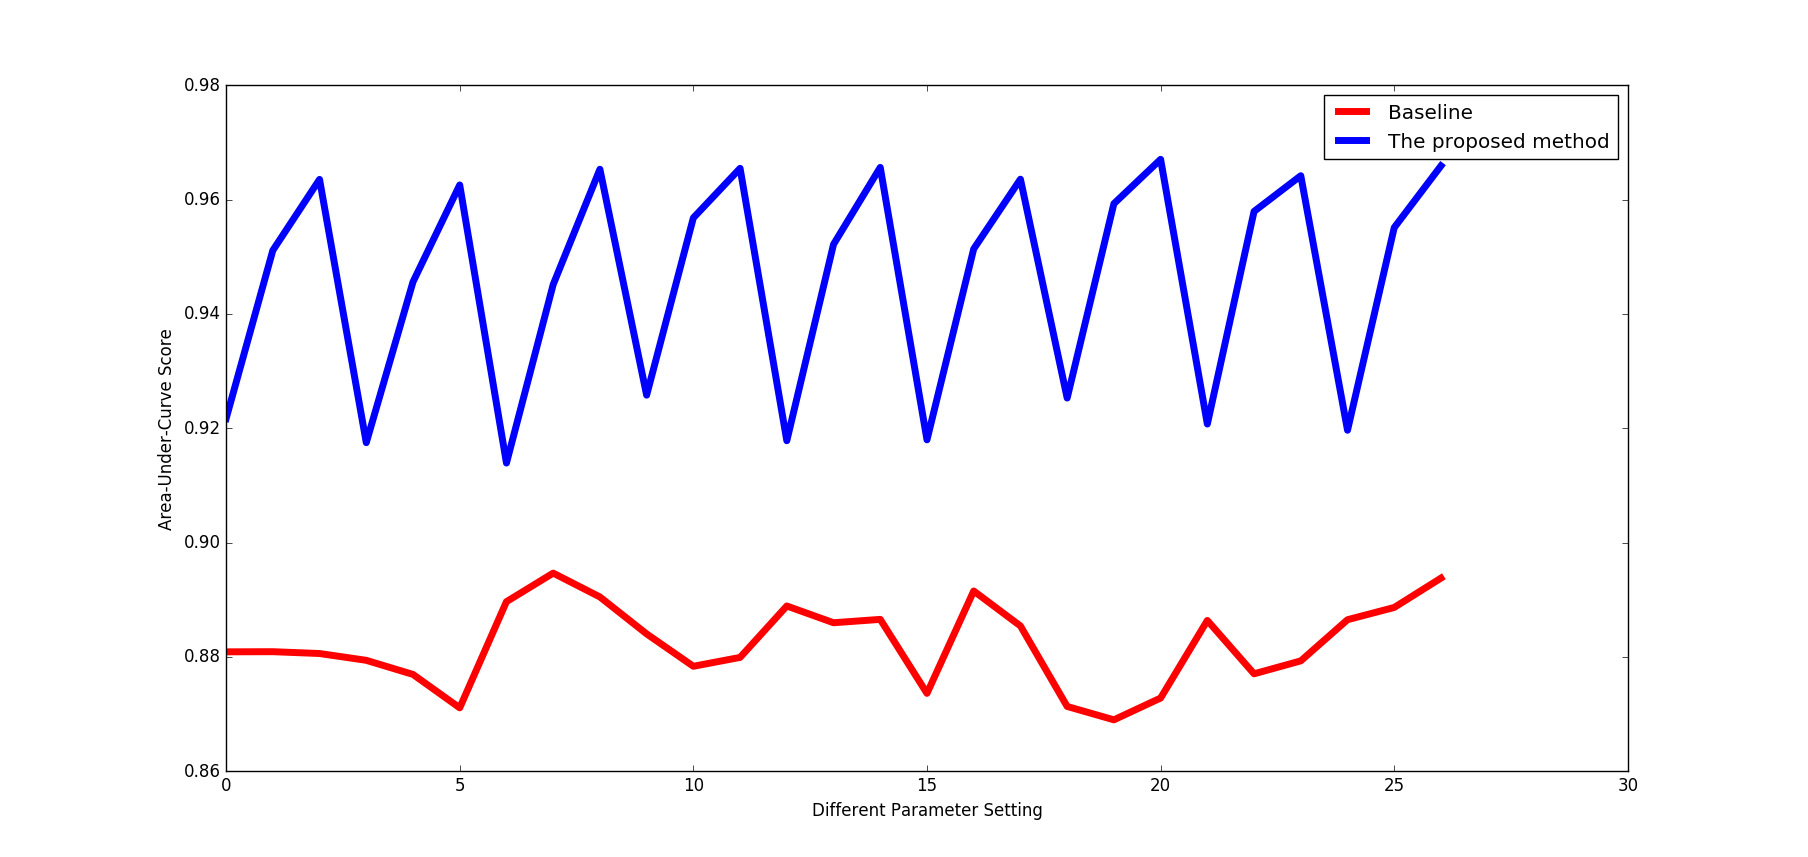 0.98
0.96
0.94
0.92
0.90
0.88
0.86
Area-Under-Curve Score
Baseline
The proposed method
0 5 10 15 20 25 30
Different Parameter Setting